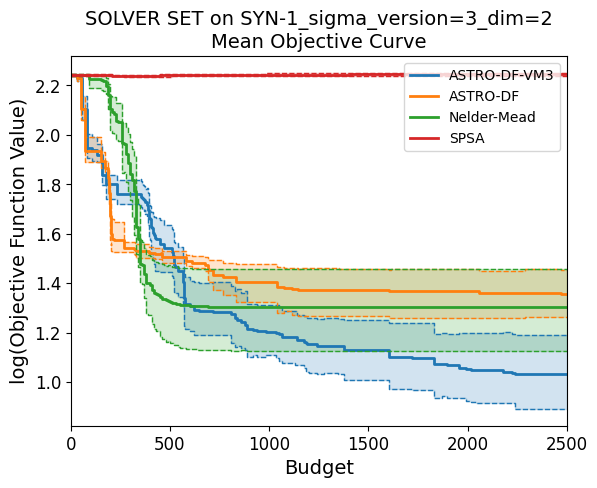 SOLVER SET on SYN-1_sigma_version=3_dim=2
Mean Objective Curve
log(Objective Function Value)
2.2
2.0
1.8
1.6
1.4
1.2
1.0
ASTRO-DF-VM3
ASTRO-DF
Nelder-Mead
SPSA
0 500 1000 1500 2000 2500
Budget